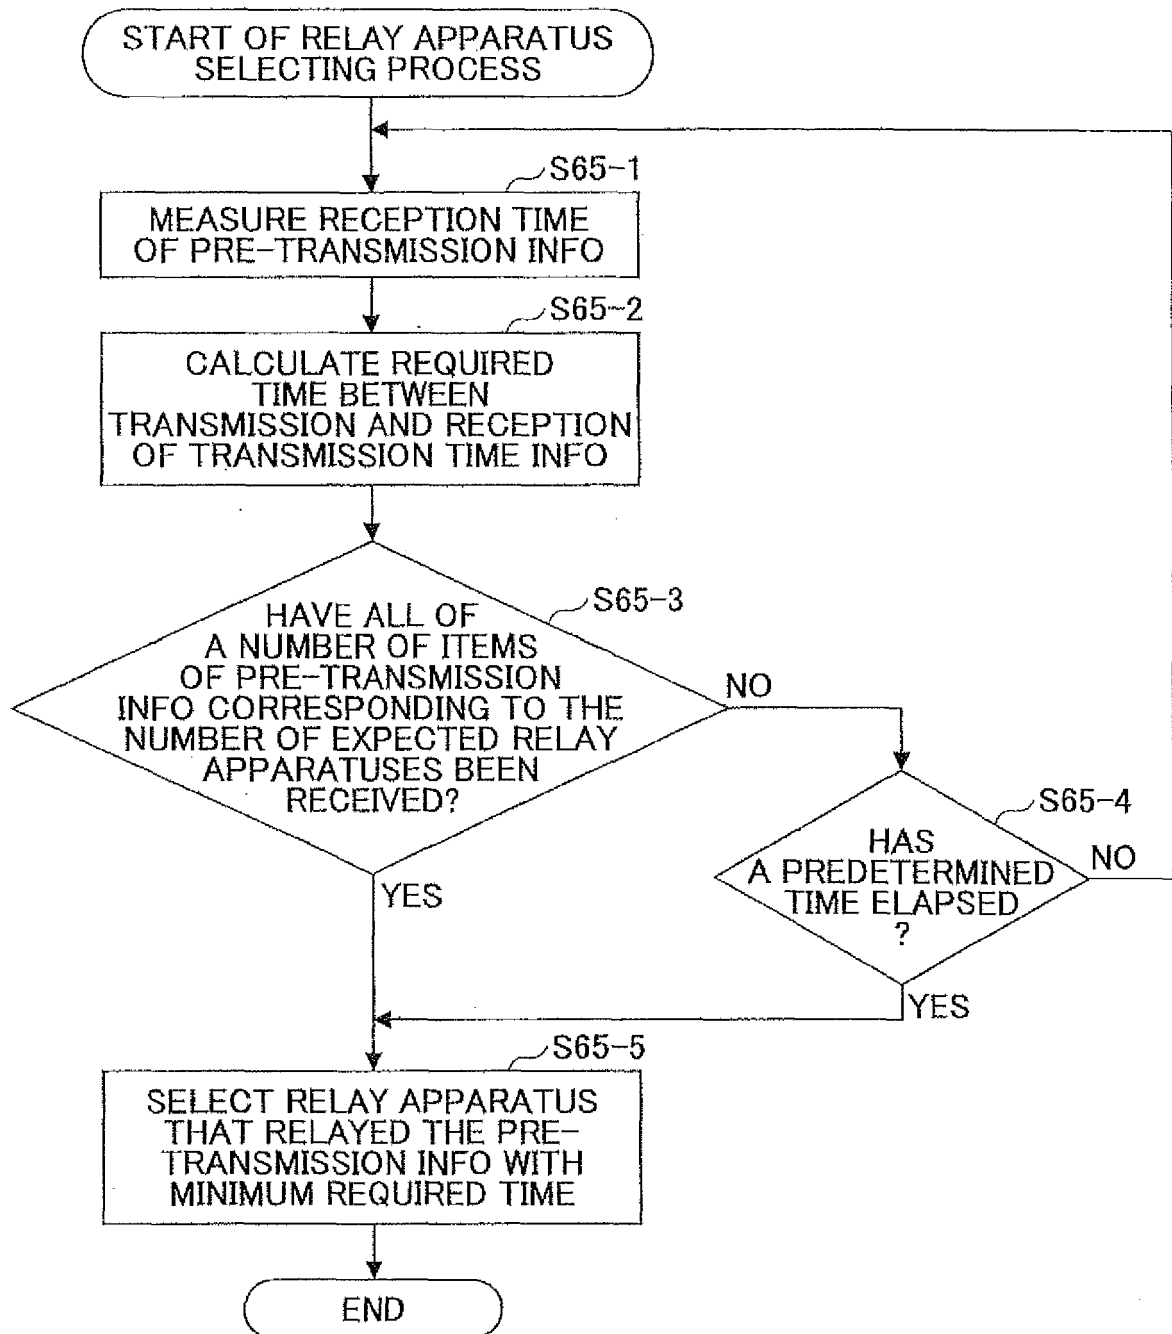 START OF RELAY APPARATUS
SELECTING PROCESS
S65-1
MEASURE RECEPTION TIME
OF PRE-TRANSMISSION INFO
S65-2
CALCULATE REQUIRED
TIME BETWEEN
TRANSMISSION AND RECEPTION
OF TRANSMISSION TIME INFO
S65-3
HAVE ALL OF
A NUMBER OF ITEMS
OF PRE-TRANSMISSION
INFO CORRESPONDING TO THE
NUMBER OF EXPECTED RELAY
APPARATUSES BEEN
RECEIVED?
NO
YES
S65-4
HAS
A PREDETERMINED
TIME ELAPSED
?
NO
YES
S65-5
SELECT RELAY APPARATUS
THAT RELAYED THE PRE-
TRANSMISSION INFO WITH
MINIMUM REQUIRED TIME
END